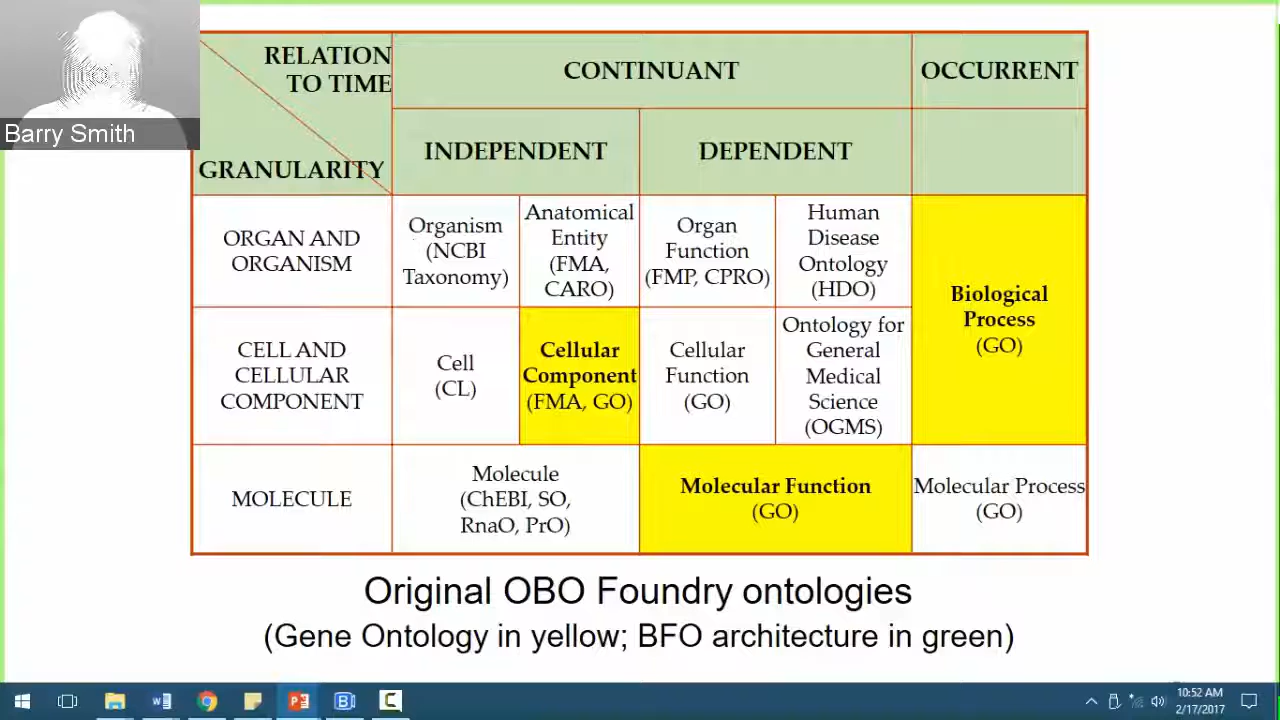 Barry Smith
RELATION
TO TIME
GRANULARITY
CONTINUANT
OCCURRENT
INDEPENDENT
DEPENDENT
ORGAN AND
ORGANISM
Organism
(NCBI
Taxonomy)
Anatomical
Entity
(FMA,
CARO)
Organ
Function
(FMP, CPRO)
Human
Disease
Ontology
(HDO)
Biological
Process
(GO)
CELL AND
CELLULAR
COMPONENT
Cell
(CL)
Cellular
Component
(FMA, GO)
Cellular
Function
(GO)
Ontology for
General
Medical
Science
(OGMS)
MOLECULE
Molecule
(ChEBI, SO,
RnaO, PrO)
Molecular Function
(GO)
Molecular Process
(GO)
Original OBO Foundry ontologies
(Gene Ontology in yellow; BFO architecture in green)
10:52 AM
2/17/2017